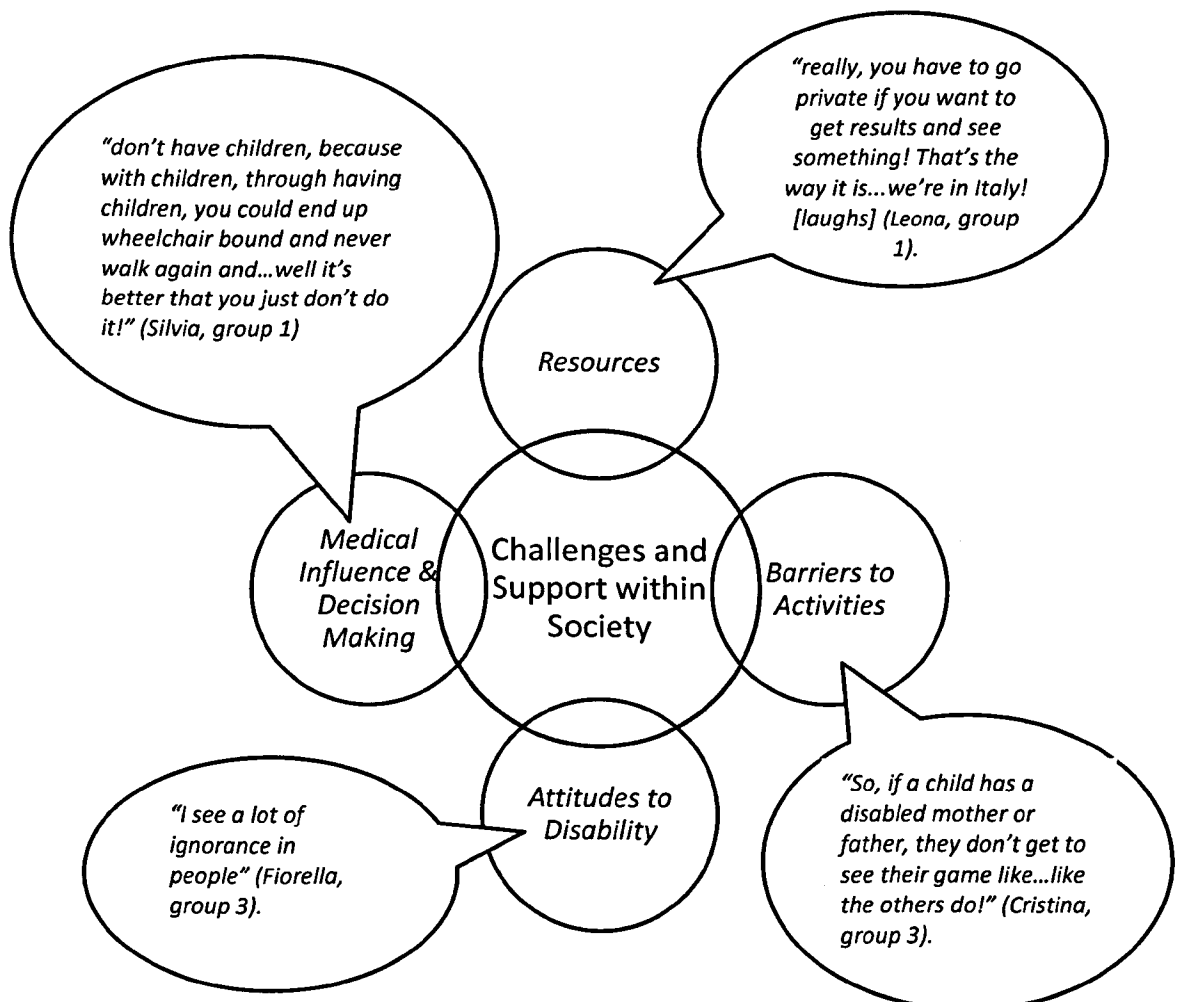 "really, you have to go
private if you want to
get results and see
something! That's the
way it is...we're in Italy!
[laughs] (Leona, group
1).
"don't have children, because
with children, through having
children, you could end up
wheelchair bound and never
walk again and...well it's
better that you just don't do
it!" (Silvia, group 1)
Resources
Medical
Influence &
Decision
Making
Challenges and
Support within
Society
Barriers to
Activities
Attitudes to
Disability
"I see a lot of
ignorance in
people" (Fiorella,
group 3).
"So, if a child has a
disabled mother or
father, they don't get to
see their game like...like
the others do!" (Cristina,
group 3).